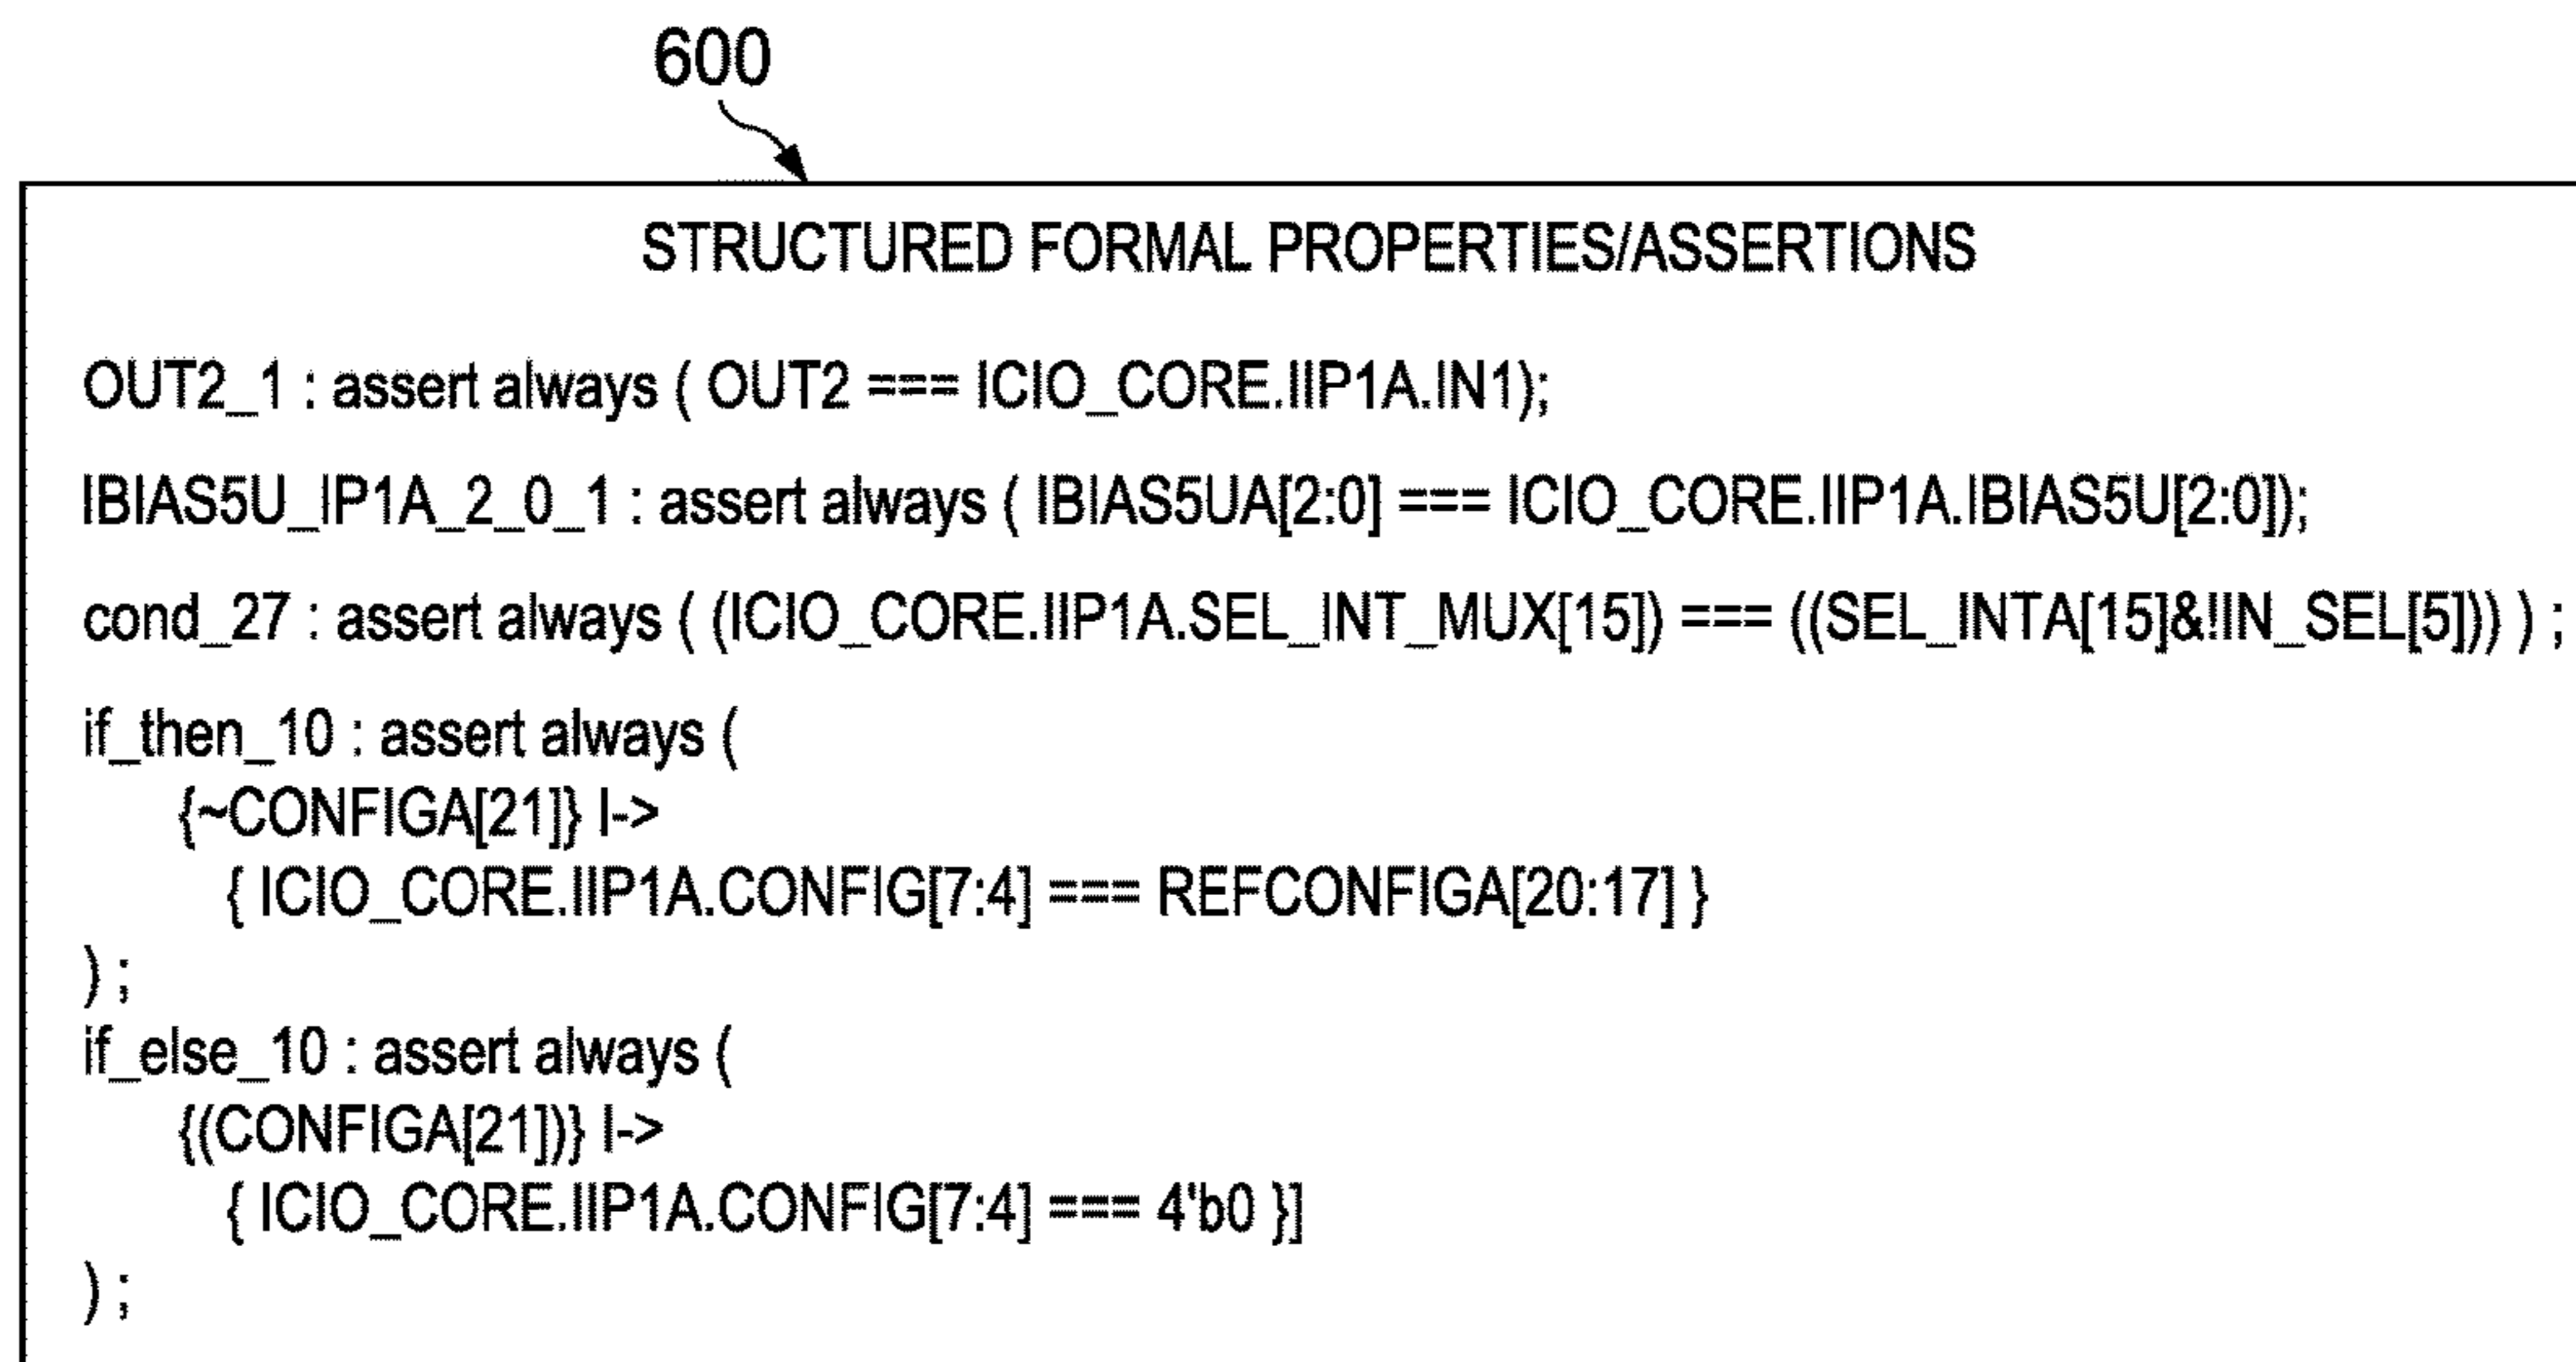 600
STRUCTURED FORMAL PROPERTIES/ASSERTIONS
OUT2_1 : assert always ( OUT2 === ICIO_CORE.IIP1A.IN1);
IBIAS5U_IP1A_2_0_1 : assert always ( IBIAS5UA[2:0] === ICIO_CORE.IIP1A.IBIAS5U[2:0]);
cond_27 : assert always ( (ICIO_CORE.IIP1A.SEL_INT_MUX[15]) === ((SEL_INTA[15]&!IN_SEL[5])) ) ;
if_then_10 : assert always (
{~CONFIGA[21]} |->
{ ICIO_CORE.IIP1A.CONFIG[7:4] === REFCONFIGA[20:17] }
) ;
if_else_10 : assert always (
{(CONFIGA[21])} |->
{ ICIO_CORE.IIP1A.CONFIG[7:4] === 4'b0 }]
) ;